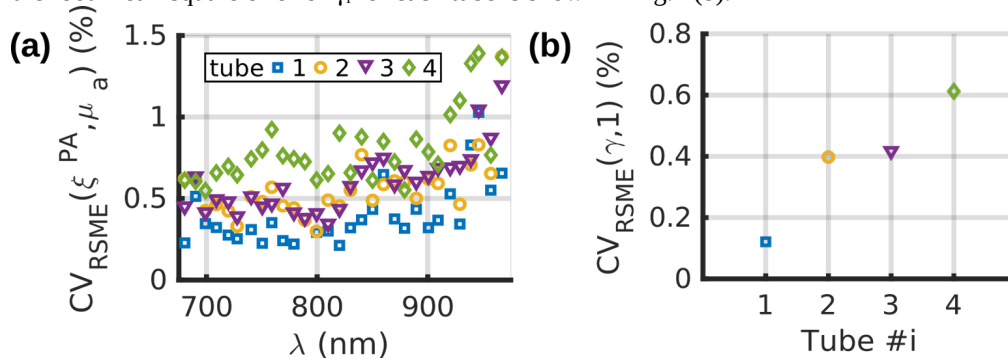 (a)
CV_RSME(ξ^PA,μ_a) (%)
1.5
1
0.5
0
tube 1 2 3 4
700 800 900
λ (nm)
(b)
CV_RSME(γ,1) (%)
0.8
0.6
0.4
0.2
0
1 2 3 4
Tube #i